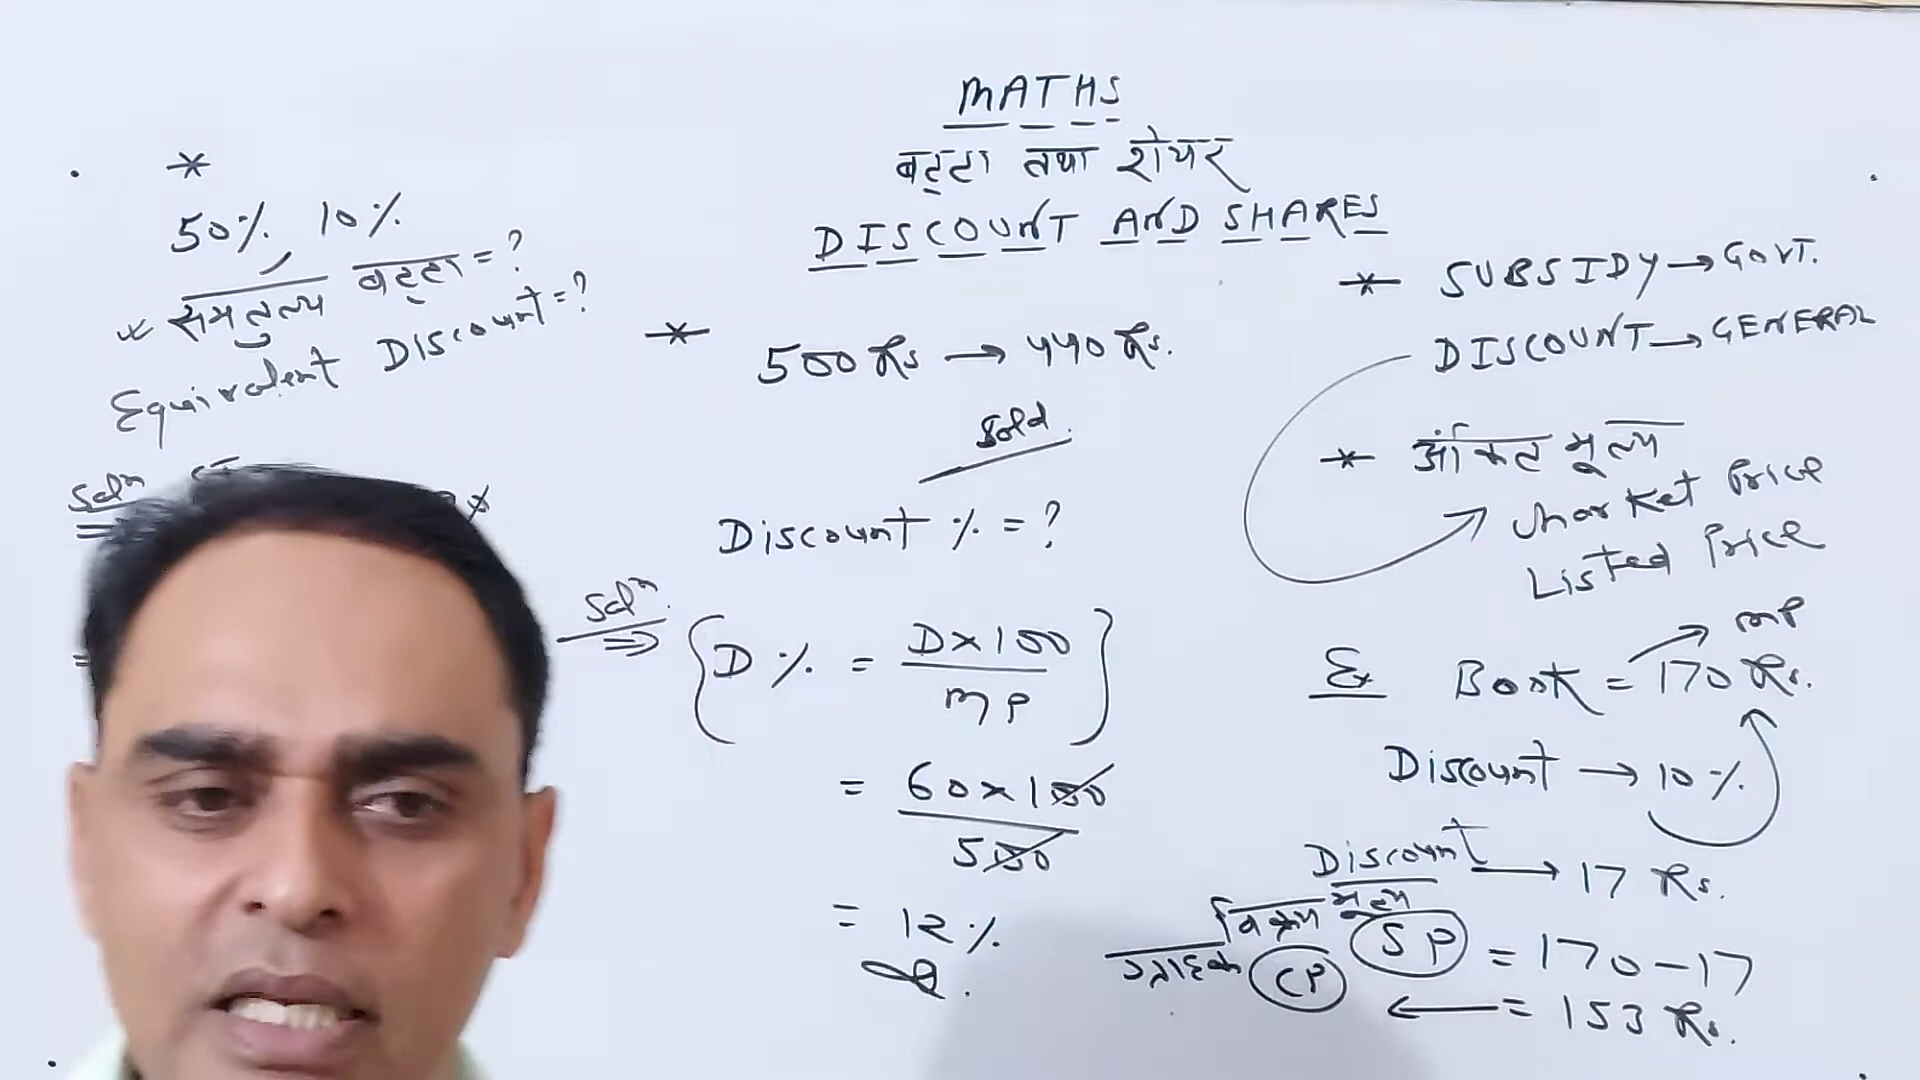 MATHS
बट्टा तथा शेयर
DISCOUNT AND SHARES
*
50%, 10%
* समतुल्य बट्टा = ?
Equivalent Discount = ?
Solⁿ
=
* 500 Rs → 440 Rs.
Sold.
Discount % = ?
Solⁿ.
⇒ { D % = D×100 / MP }
= 60×100 / 500
= 12 %
* SUBSIDY → GOVT.
DISCOUNT → GENERAL
* अंकित मूल्य
→ Market Price
Listed Price
MP
Ex Book = 170 Rs.
Discount → 10 %
Discount → 17 Rs.
विक्रय मूल्य SP = 170 - 17
ग्राहक CP ← = 153 Rs.